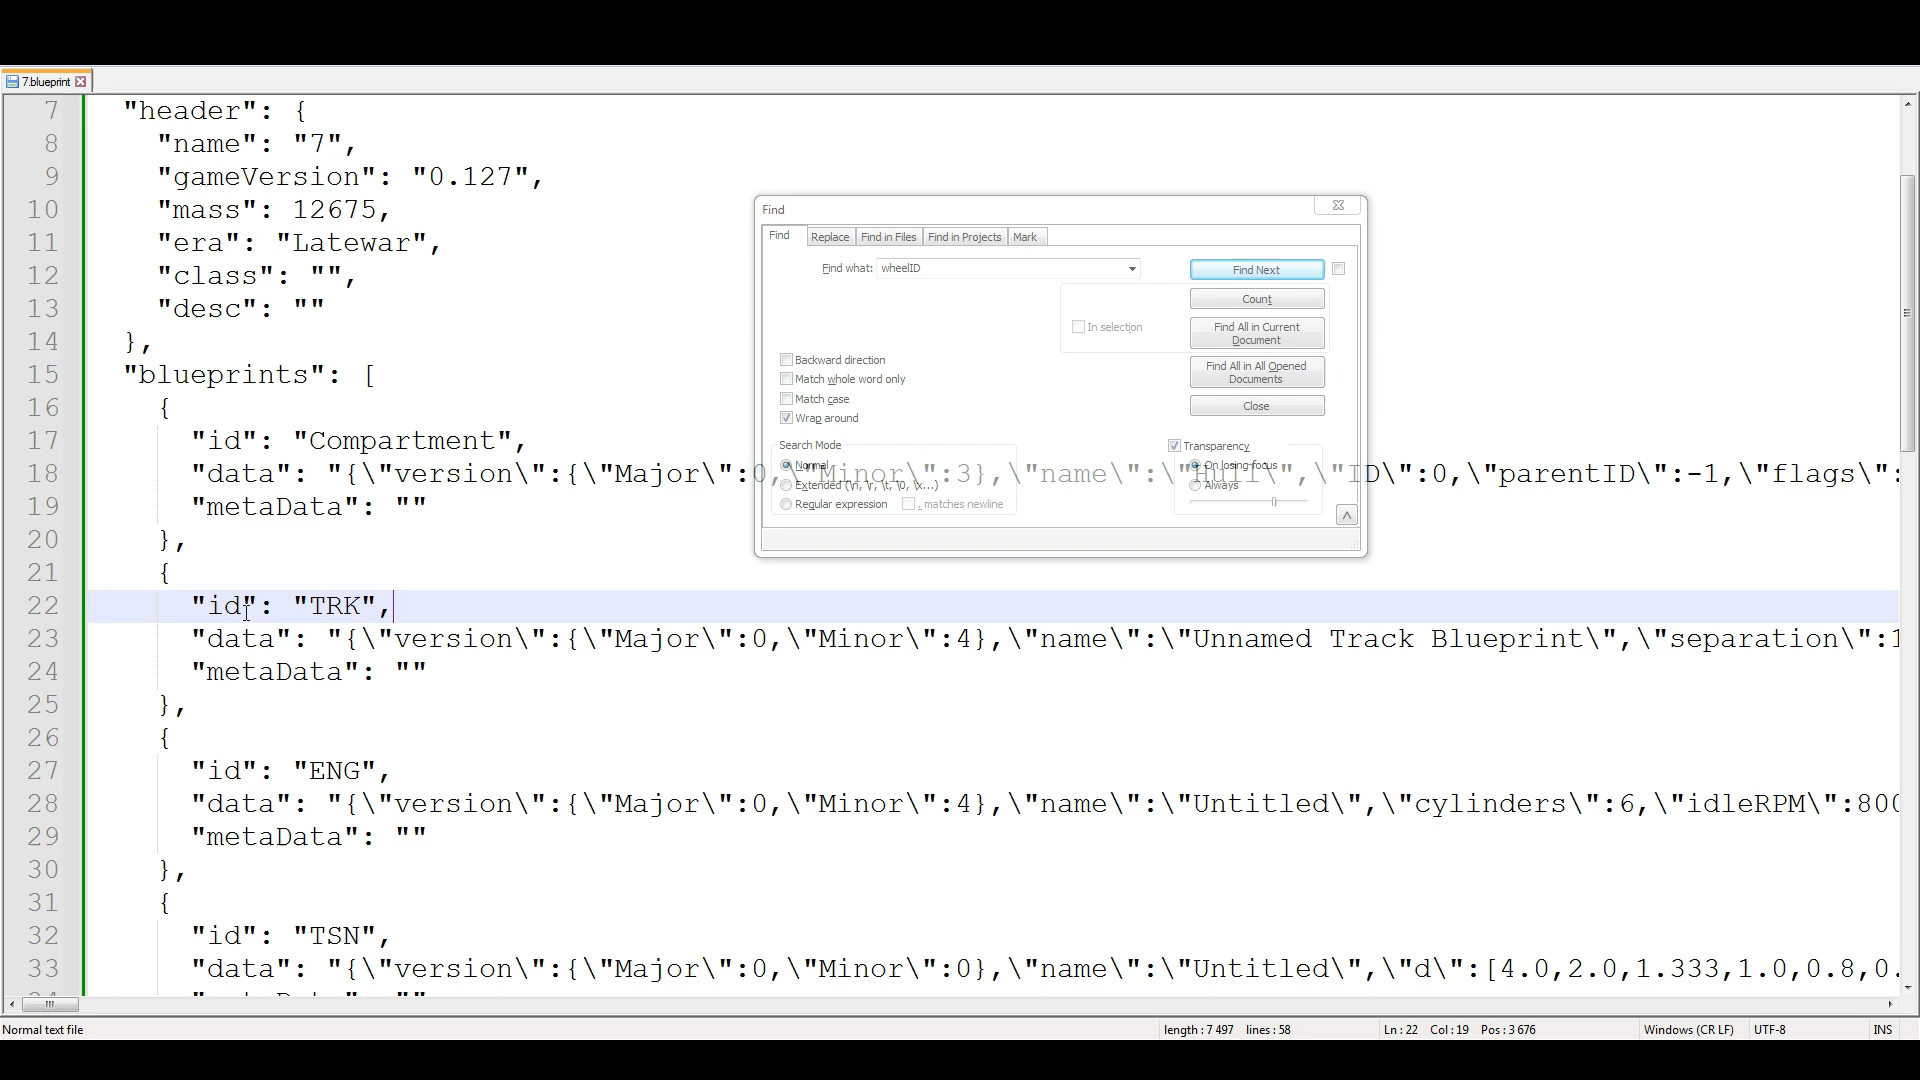 7.blueprint
7 "header": {
8 "name": "7",
9 "gameVersion": "0.127",
10 "mass": 12675,
11 "era": "Latewar",
12 "class": "",
13 "desc": ""
14 },
15 "blueprints": [
16 {
17 "id": "Compartment",
18 "data": "{\"version\":{\"Major\":0,\"Minor\":3},\"name\":\"Hull\",\"ID\":0,\"parentID\":-1,\"flags\":
19 "metaData": ""
20 },
21 {
22 "id": "TRK",
23 "data": "{\"version\":{\"Major\":0,\"Minor\":4},\"name\":\"Unnamed Track Blueprint\",\"separation\":1
24 "metaData": ""
25 },
26 {
27 "id": "ENG",
28 "data": "{\"version\":{\"Major\":0,\"Minor\":4},\"name\":\"Untitled\",\"cylinders\":6,\"idleRPM\":800
29 "metaData": ""
30 },
31 {
32 "id": "TSN",
33 "data": "{\"version\":{\"Major\":0,\"Minor\":0},\"name\":\"Untitled\",\"d\":[4.0,2.0,1.333,1.0,0.8,0.
Find
Find Replace Find in Files Find in Projects Mark
Find what: wheelID Find Next
Count
In selection Find All in Current
Document
Backward direction Find All in All Opened
Match whole word only Documents
Match case Close
Wrap around
Search Mode Transparency
Normal On losing focus
Extended (\n, \r, \t, \0, \x...) Always
Regular expression . matches newline
Normal text file length : 7 497 lines : 58 Ln : 22 Col : 19 Pos : 3 676 Windows (CR LF) UTF-8 INS